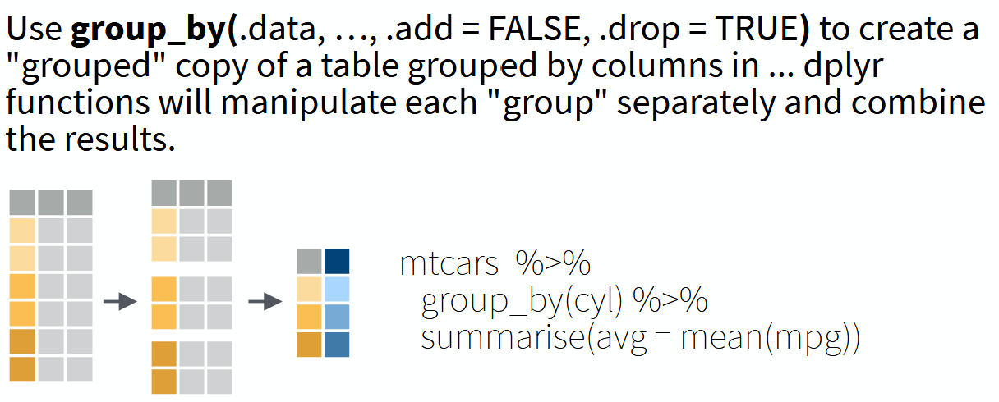 Use group_by(.data, …, .add = FALSE, .drop = TRUE) to create a
"grouped" copy of a table grouped by columns in ... dplyr
functions will manipulate each "group" separately and combine
the results.
mtcars %>%
group_by(cyl) %>%
summarise(avg = mean(mpg))